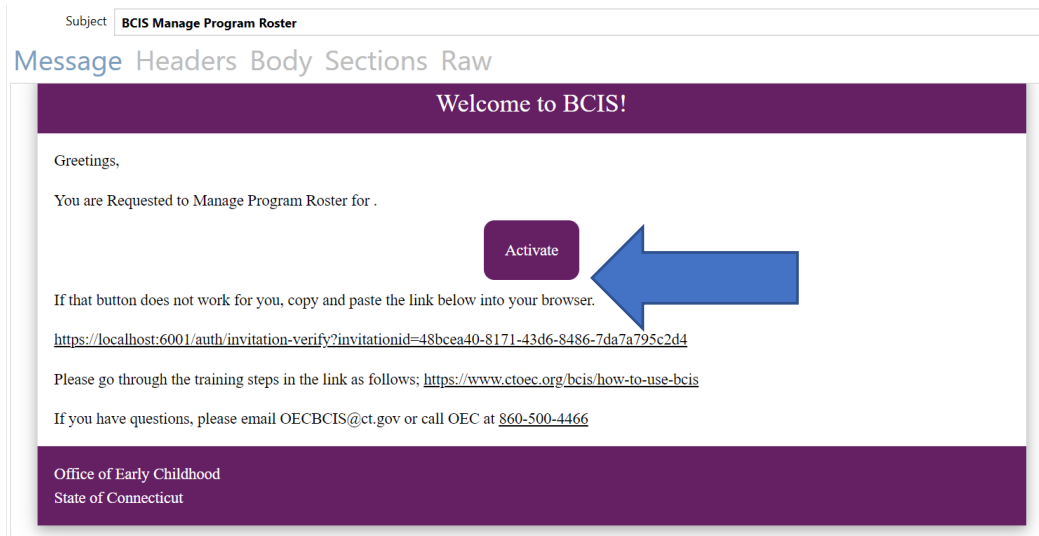 Subject BCIS Manage Program Roster
Message Headers Body Sections Raw
Welcome to BCIS!
Greetings,
You are Requested to Manage Program Roster for .
Activate
If that button does not work for you, copy and paste the link below into your browser.
https://localhost:6001/auth/invitation-verify?invitationid=48bcea40-8171-43d6-8486-7da7a795c2d4
Please go through the training steps in the link as follows; https://www.ctoec.org/bcis/how-to-use-bcis
If you have questions, please email OECBCIS@ct.gov or call OEC at 860-500-4466
Office of Early Childhood
State of Connecticut